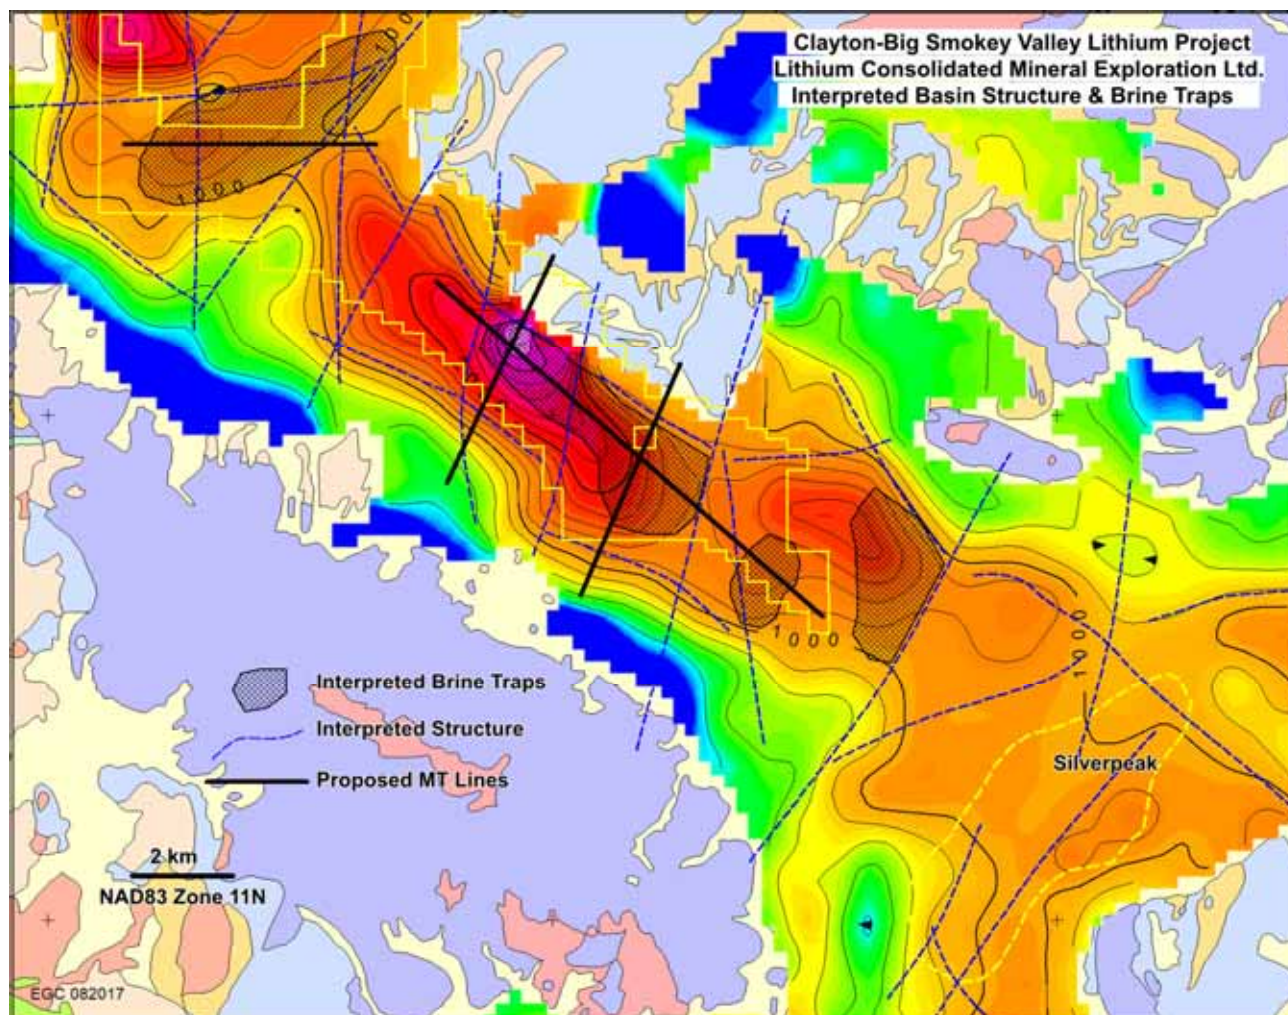 Clayton-Big Smokey Valley Lithium Project
Lithium Consolidated Mineral Exploration Ltd.
Interpreted Basin Structure & Brine Traps
1000
1000
1000
1000
Interpreted Brine Traps
Interpreted Structure
Proposed MT Lines
Silverpeak
2 km
NAD83 Zone 11N
EGC 082017